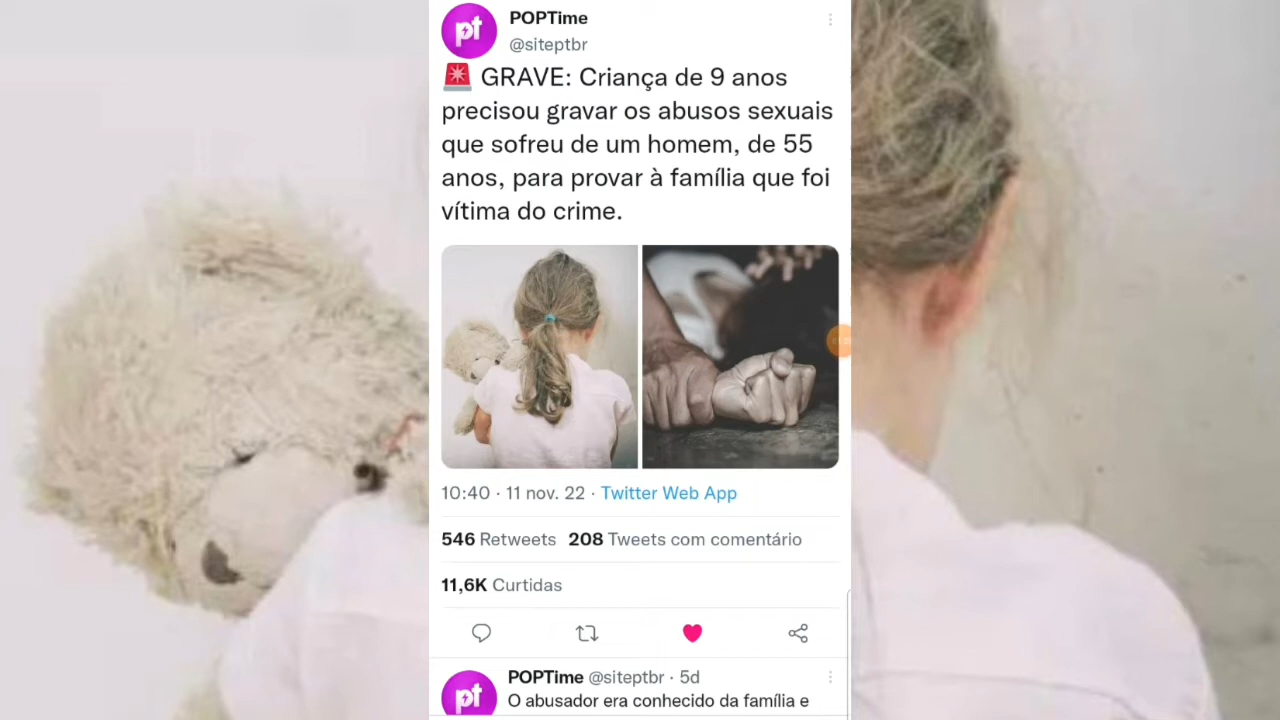 POPTime
@siteptbr
GRAVE: Criança de 9 anos
precisou gravar os abusos sexuais
que sofreu de um homem, de 55
anos, para provar à família que foi
vítima do crime.
10:40 · 11 nov. 22 · Twitter Web App
546 Retweets 208 Tweets com comentário
11,6K Curtidas
POPTime @siteptbr · 5d
O abusador era conhecido da família e